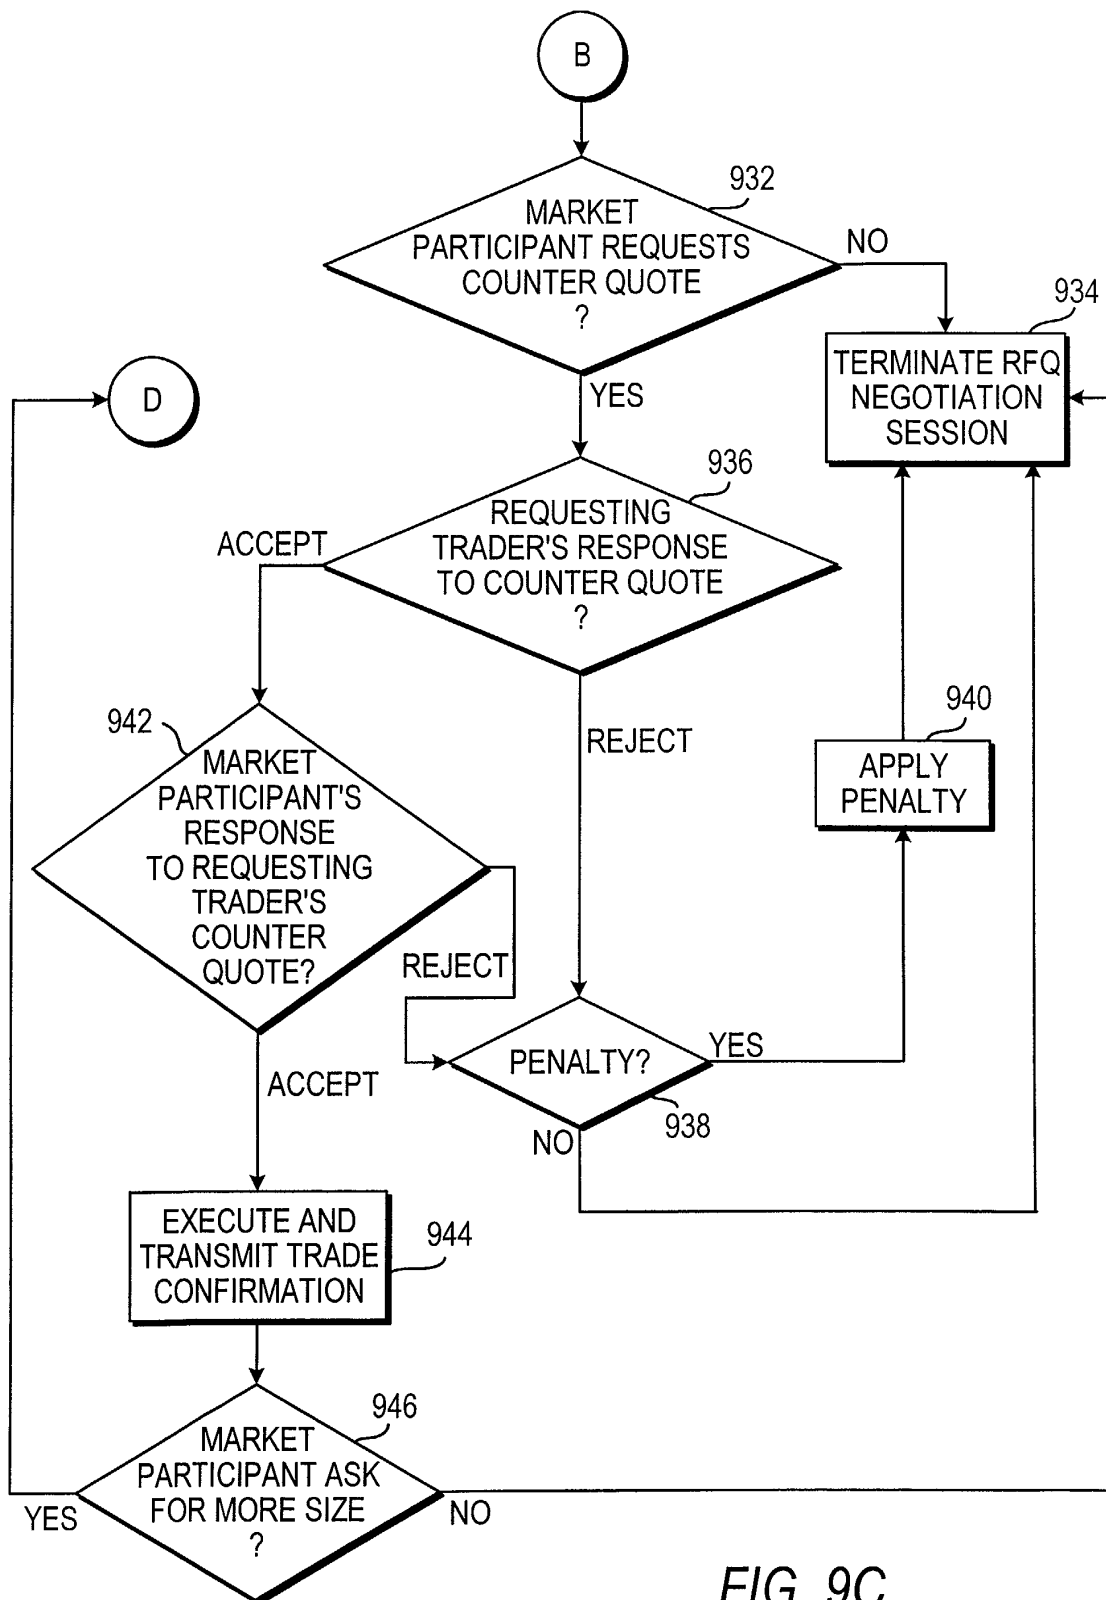 B
932
MARKET
PARTICIPANT REQUESTS
COUNTER QUOTE
?
NO
934
TERMINATE RFQ
NEGOTIATION
SESSION
YES
D
936
REQUESTING
TRADER'S RESPONSE
TO COUNTER QUOTE
?
ACCEPT
942
MARKET
PARTICIPANT'S
RESPONSE
TO REQUESTING
TRADER'S
COUNTER
QUOTE?
REJECT
940
APPLY
PENALTY
REJECT
PENALTY?
YES
938
NO
ACCEPT
EXECUTE AND
TRANSMIT TRADE
CONFIRMATION
944
946
MARKET
PARTICIPANT ASK
FOR MORE SIZE
?
YES
NO
FIG. 9C